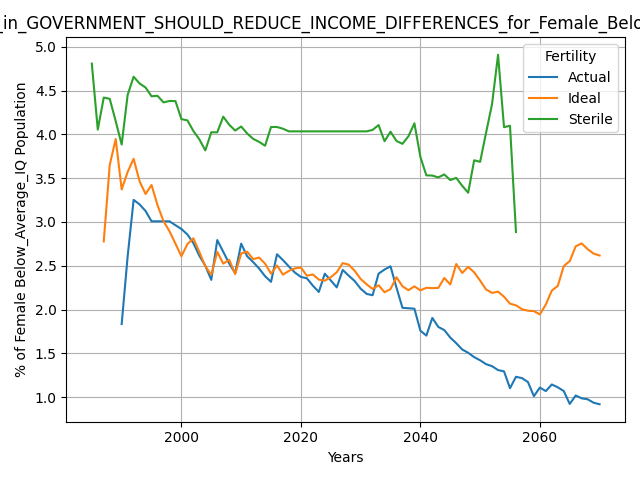 _in_GOVERNMENT_SHOULD_REDUCE_INCOME_DIFFERENCES_for_Female_Belo
5.0
4.5
4.0
3.5
3.0
2.5
2.0
1.5
1.0
% of Female Below_Average_IQ Population
Fertility
Actual
Ideal
Sterile
2000
2020
2040
2060
Years